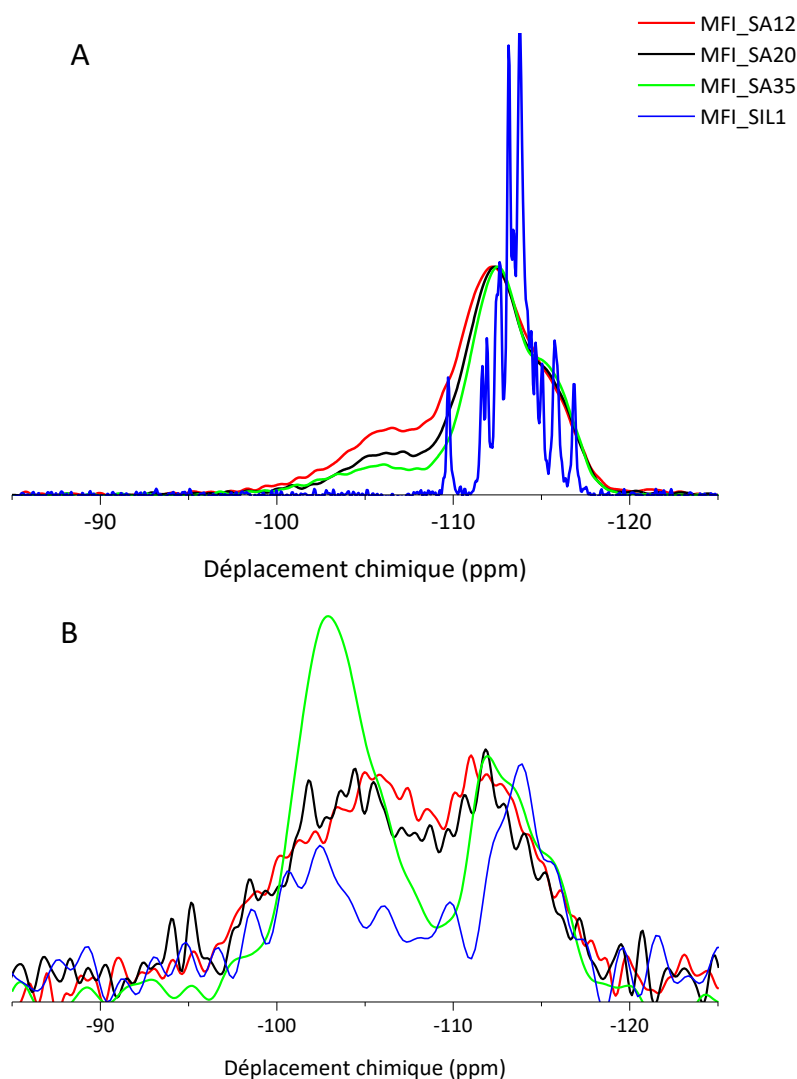 A
MFI_SA12
MFI_SA20
MFI_SA35
MFI_SIL1
-90
-100
-110
-120
Déplacement chimique (ppm)
B
-90
-100
-110
-120
Déplacement chimique (ppm)